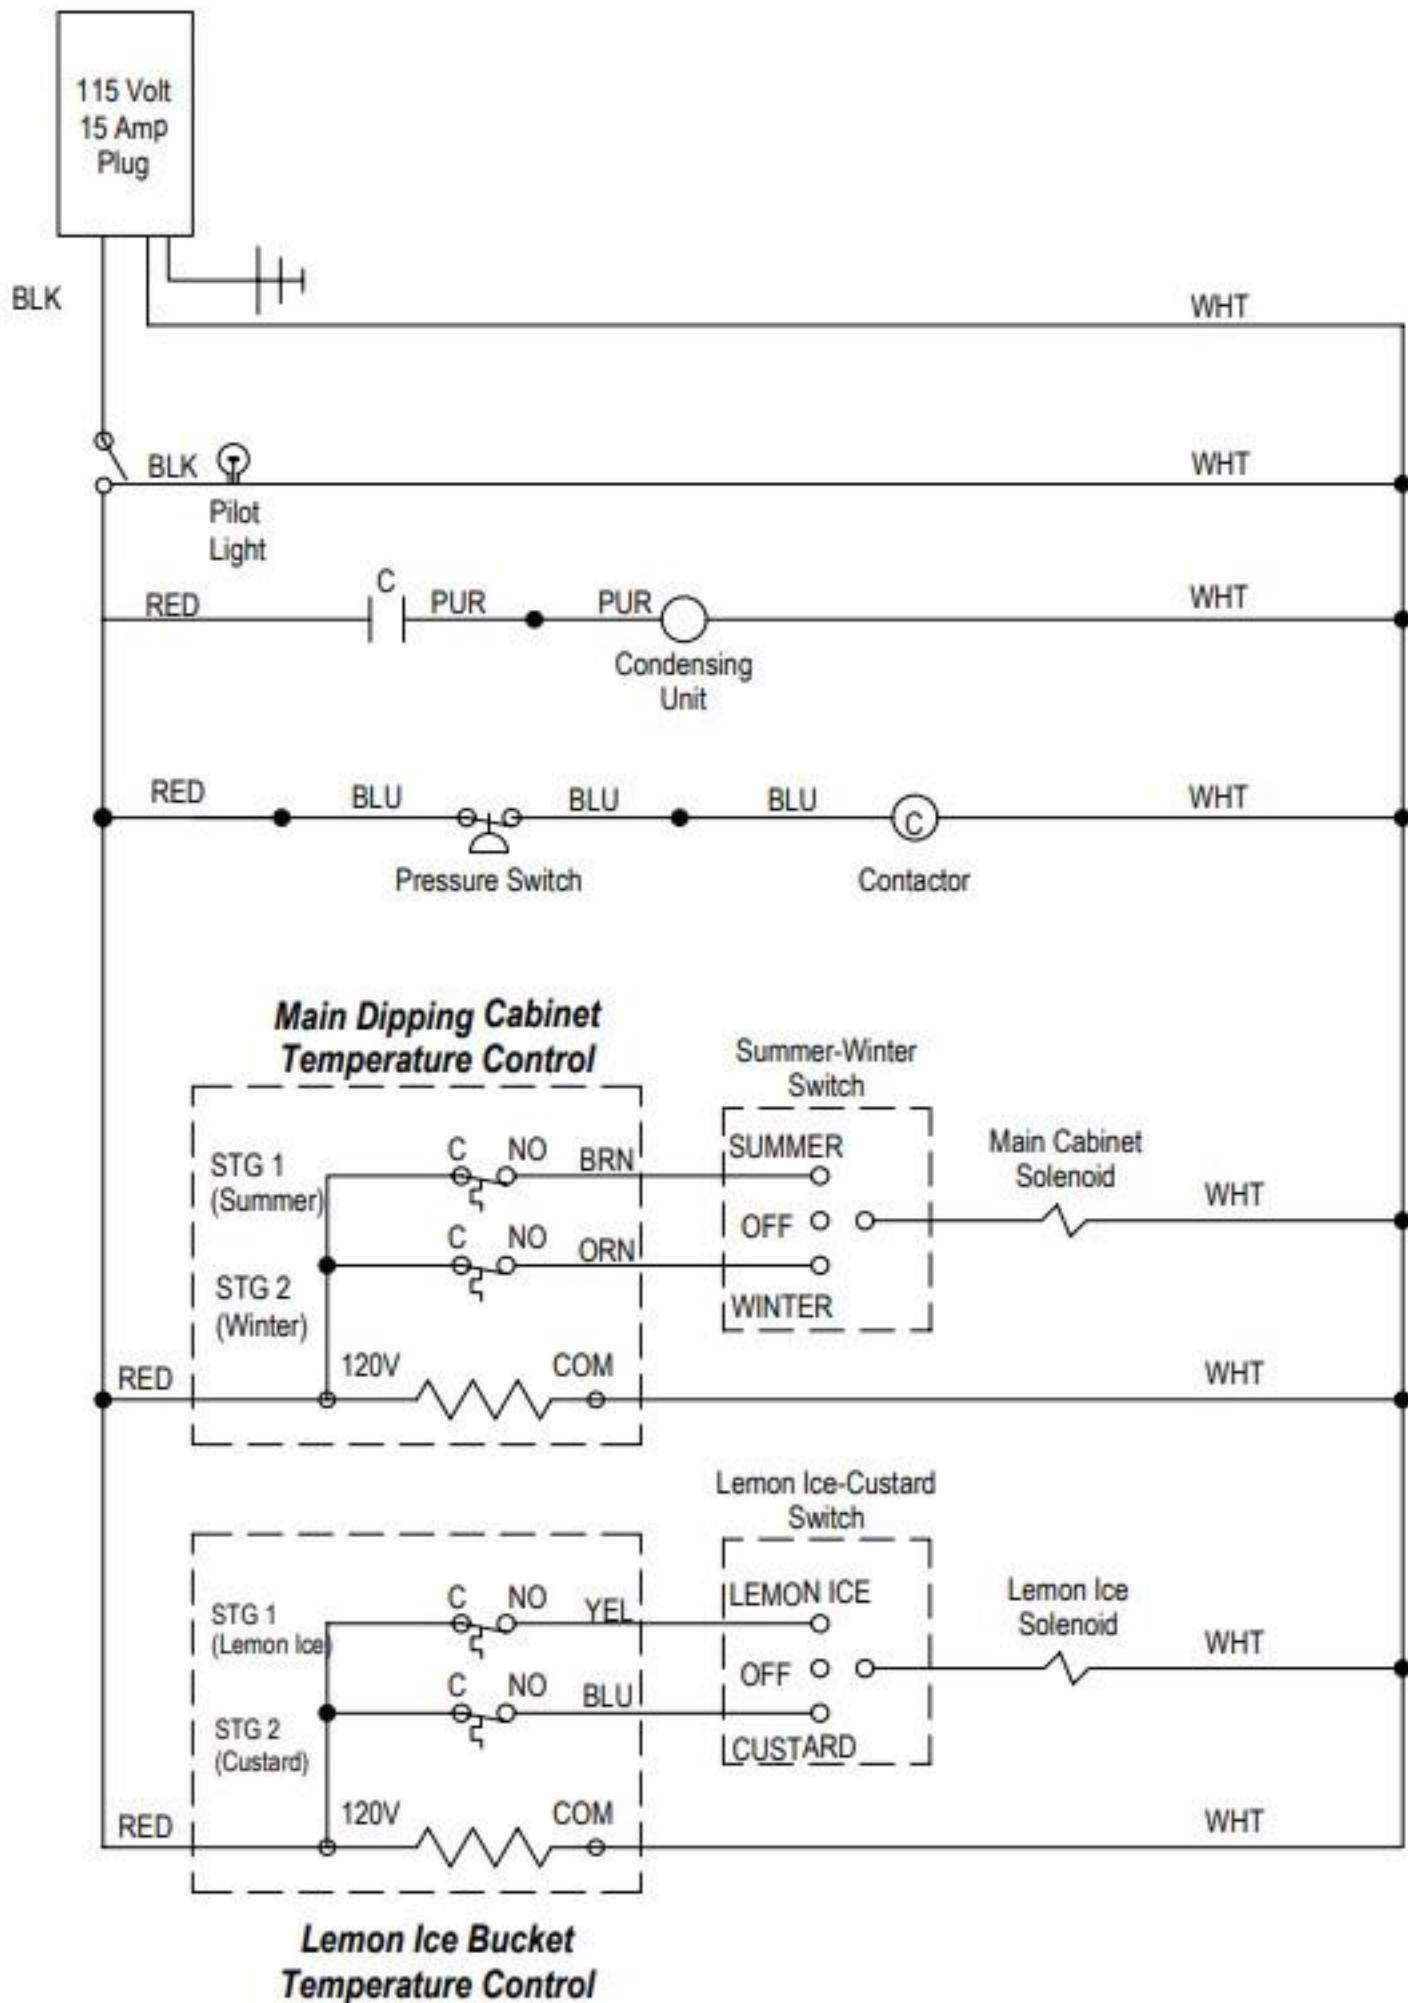 115 Volt
15 Amp
Plug
BLK
WHT
BLK
WHT
Pilot
Light
RED
C
PUR
PUR
WHT
Condensing
Unit
RED
BLU
BLU
BLU
C
WHT
Pressure Switch
Contactor
Main Dipping Cabinet
Temperature Control
Summer-Winter
Switch
STG 1
(Summer)
C
NO
BRN
SUMMER
Main Cabinet
Solenoid
WHT
OFF
STG 2
(Winter)
C
NO
ORN
WINTER
RED
120V
COM
WHT
Lemon Ice-Custard
Switch
STG 1
(Lemon Ice)
C
NO
YEL
LEMON ICE
Lemon Ice
Solenoid
WHT
OFF
STG 2
(Custard)
C
NO
BLU
CUSTARD
RED
120V
COM
WHT
Lemon Ice Bucket
Temperature Control